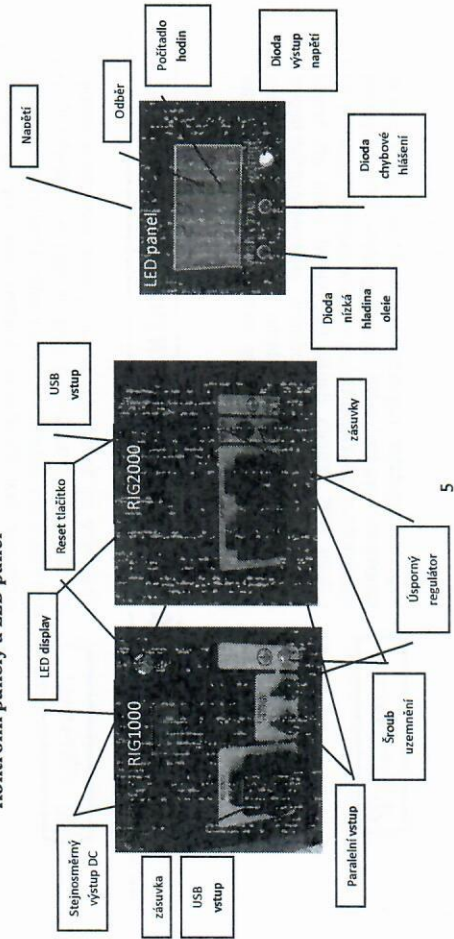 Kontrolní panely a LED panel
Stejnosměrný
výstup DC
LED display
Reset tlačítko
USB
vstup
Napětí
Odběr
Počítadlo
hodin
RIG1000
RIG2000
LED panel
zásuvka
USB
vstup
Paralelní vstup
Šroub
uzemnění
Úsporný
regulátor
zásuvky
Dioda
nízká
hladina
oleje
Dioda
chybové
hlášení
Dioda
výstup
napětí
5